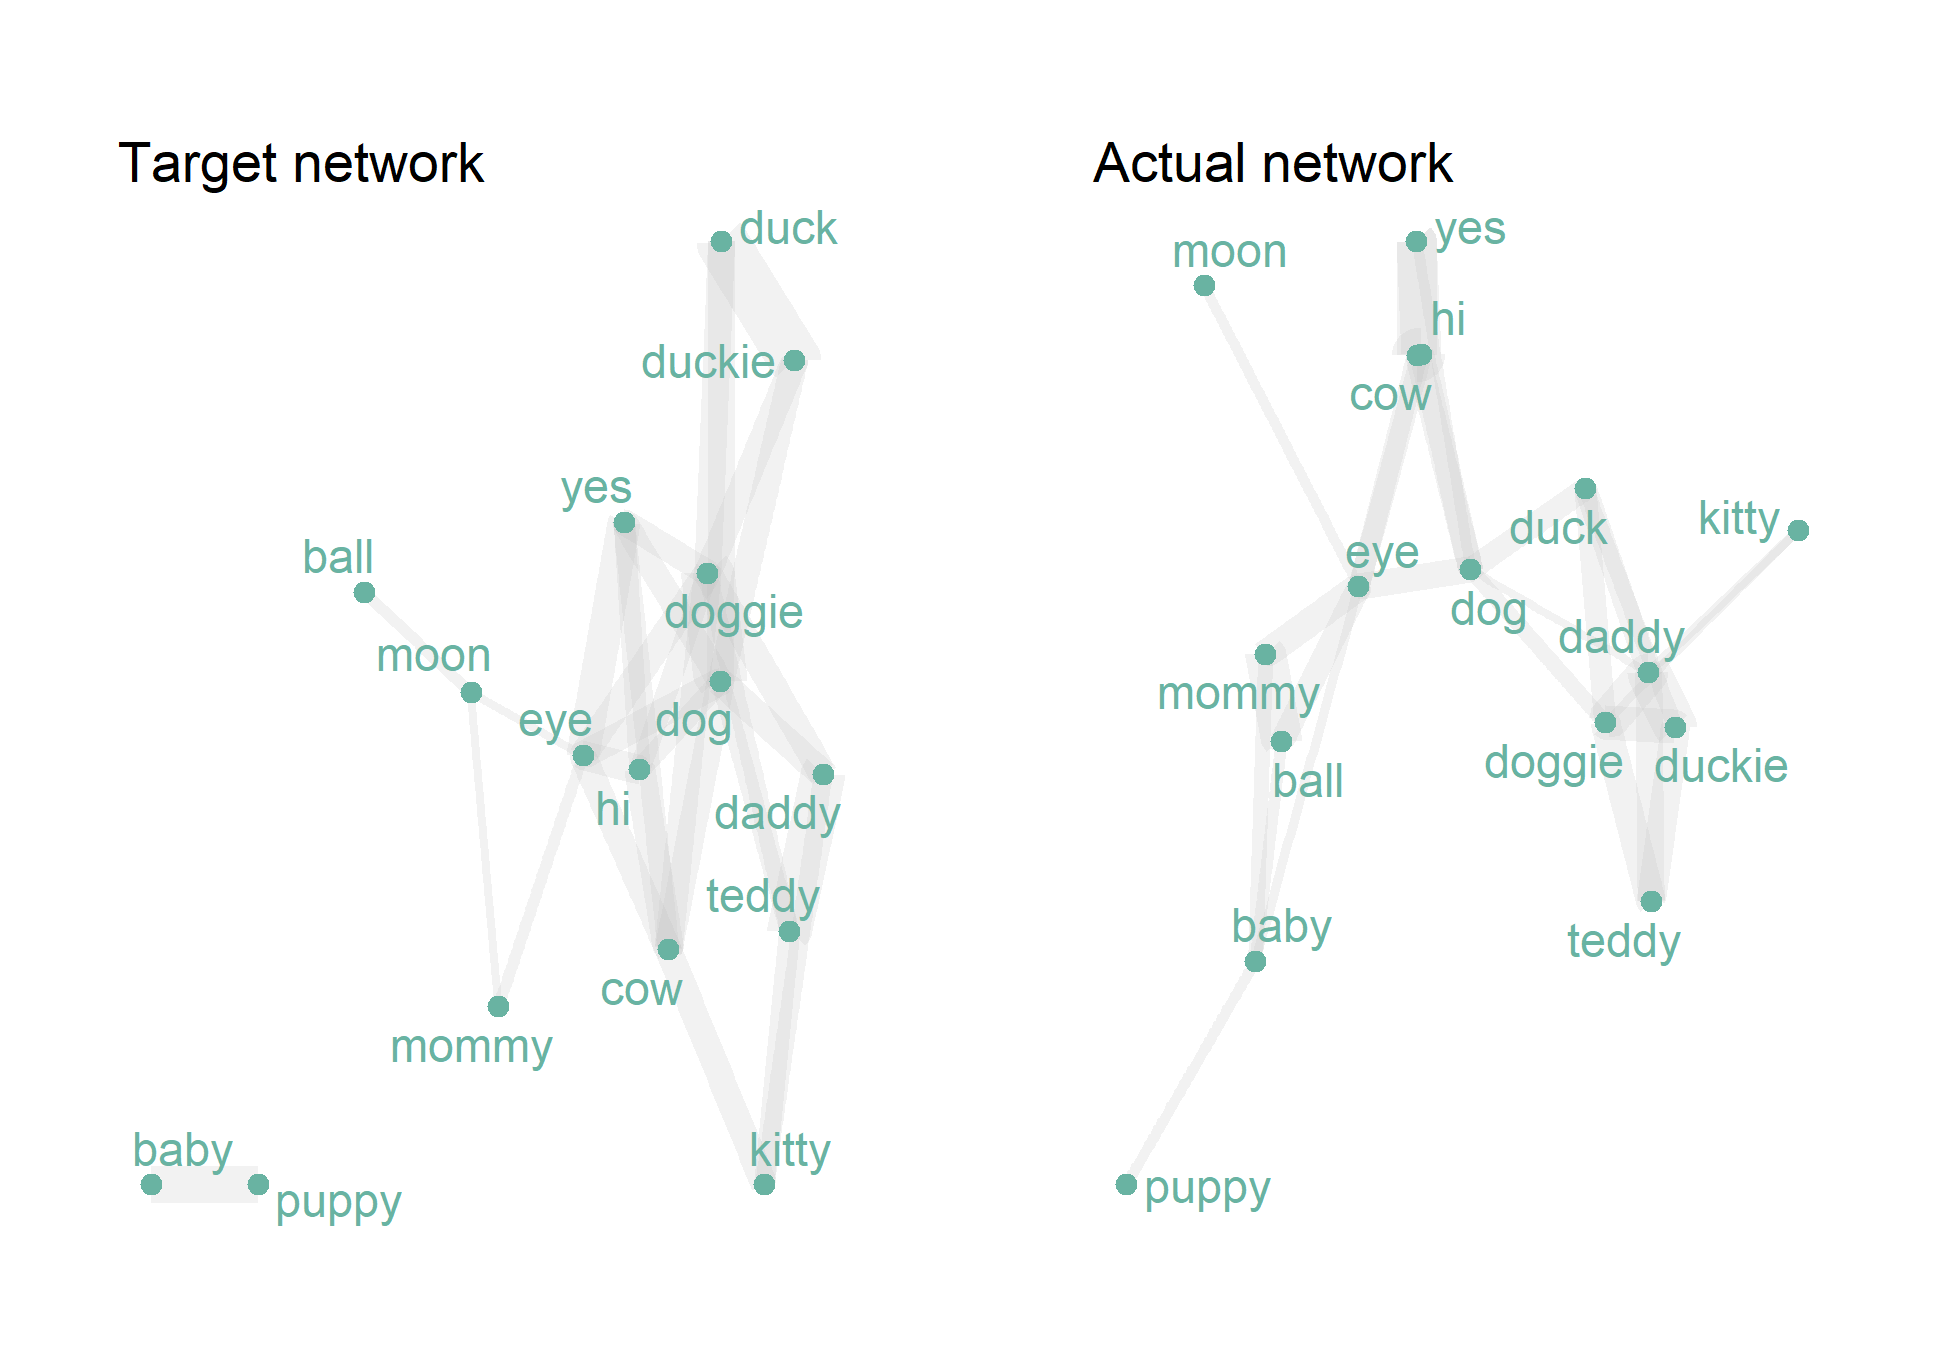 Target network
duck
duckie
yes
ball
doggie
moon
eye
dog
hi
daddy
teddy
cow
mommy
baby
kitty
puppy
Actual network
yes
moon
hi
cow
duck
kitty
eye
dog
daddy
mommy
doggie
duckie
ball
baby
teddy
puppy